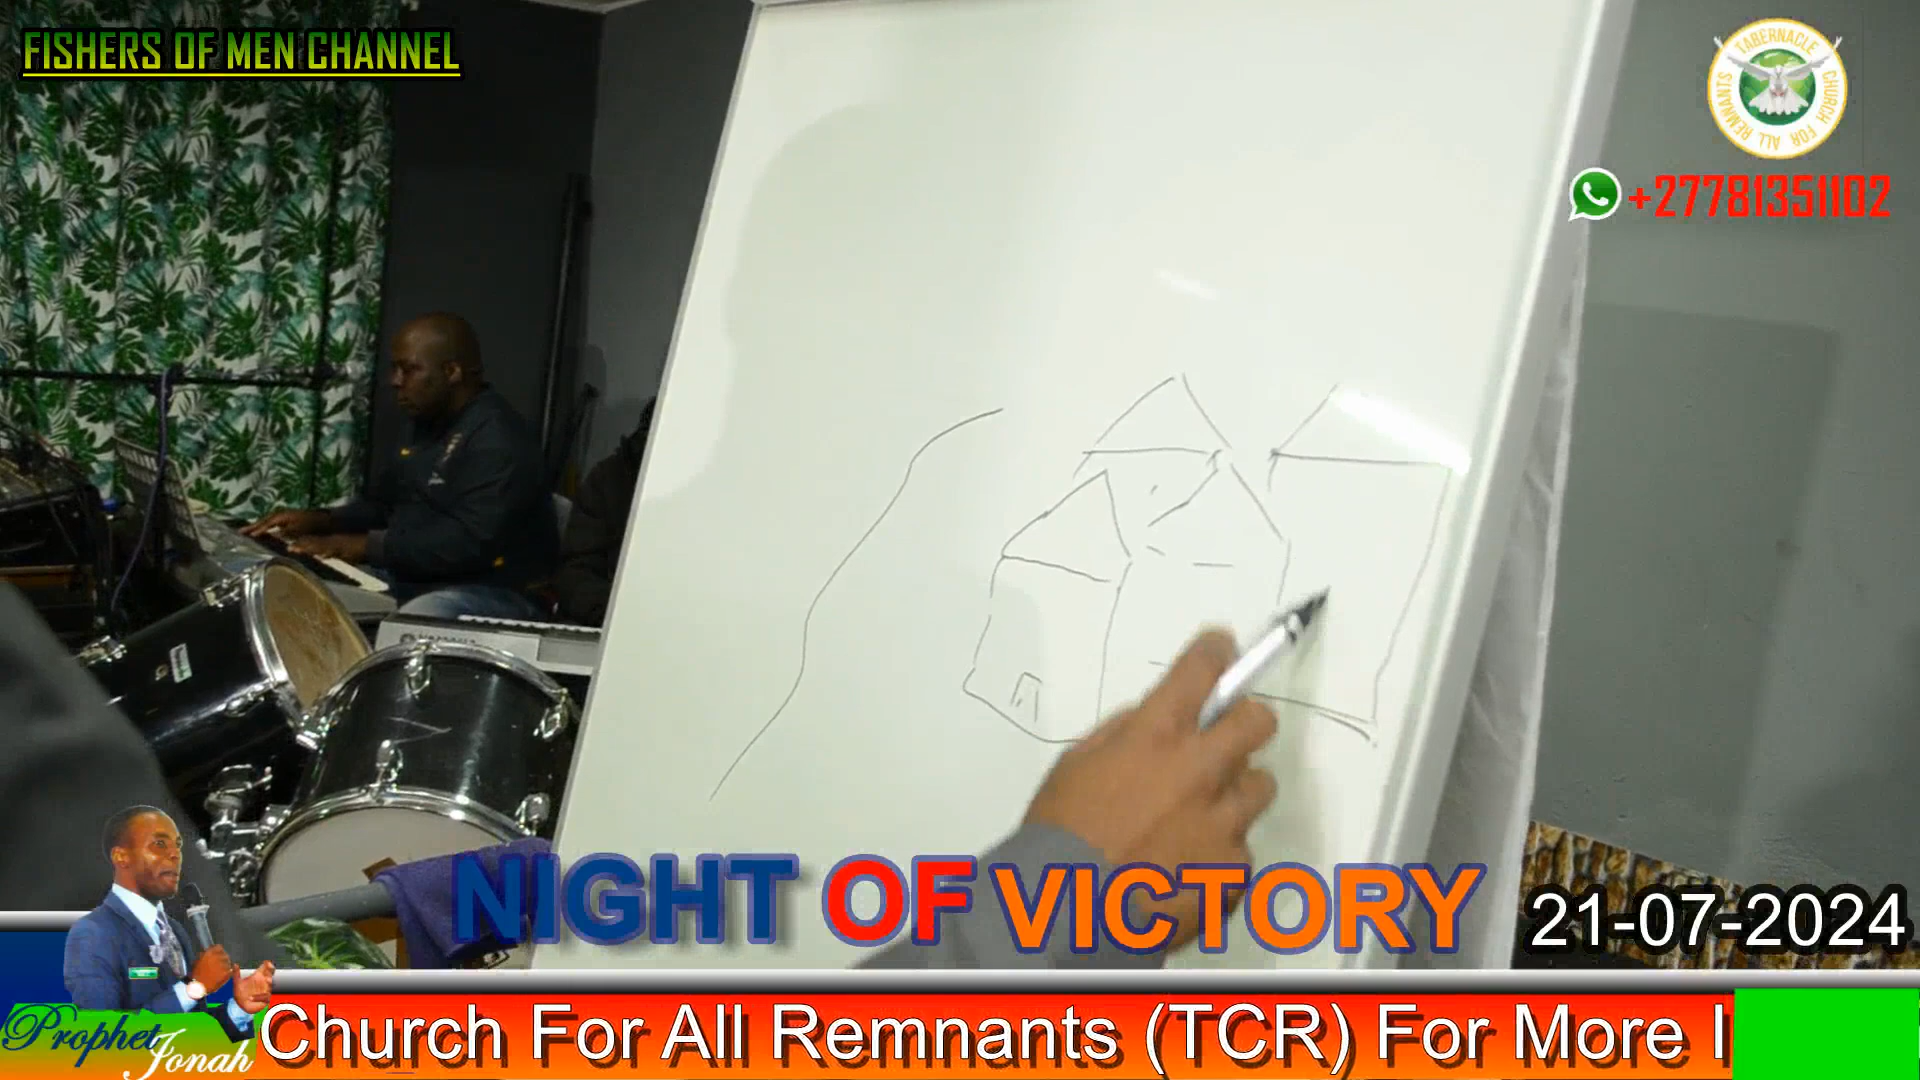 FISHERS OF MEN CHANNEL
TABERNACLE CHURCH FOR ALL REMNANTS
+27781351102
YAMAHA
NIGHT OF VICTORY
21-07-2024
Prophet
Jonah
Church For All Remnants (TCR) For More I